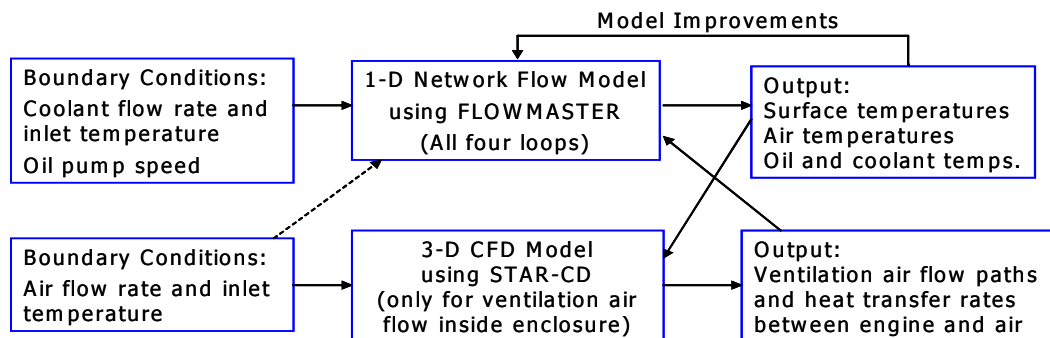 Model Improvements
Boundary Conditions:
Coolant flow rate and
inlet temperature
Oil pump speed
1-D Network Flow Model
using FLOWMASTER
(All four loops)
Output:
Surface temperatures
Air temperatures
Oil and coolant temps.
Boundary Conditions:
Air flow rate and inlet
temperature
3-D CFD Model
using STAR-CD
(only for ventilation air
flow inside enclosure)
Output:
Ventilation air flow paths
and heat transfer rates
between engine and air